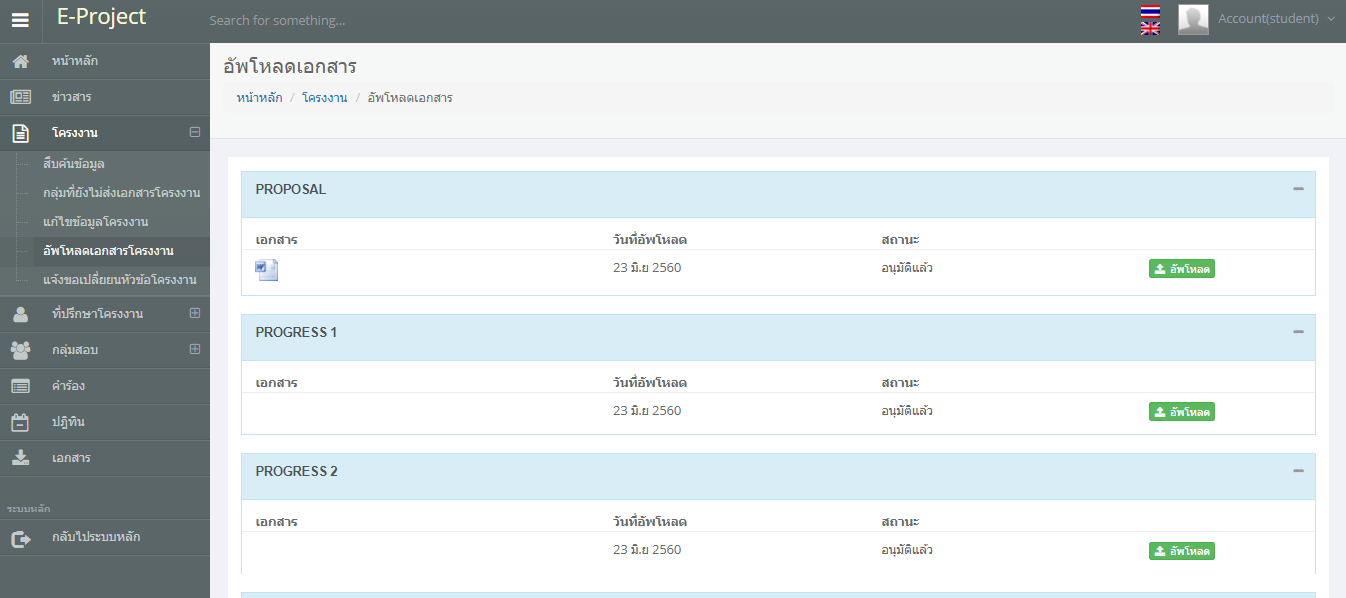 E-Project
Search for something...
Account(student)
หน้าหลัก
ข่าวสาร
โครงงาน
สืบค้นข้อมูล
กลุ่มที่ยังไม่ส่งเอกสารโครงงาน
แก้ไขข้อมูลโครงงาน
อัพโหลดเอกสารโครงงาน
แจ้งขอเปลี่ยนหัวข้อโครงงาน
ที่ปรึกษาโครงงาน
กลุ่มสอบ
คำร้อง
ปฎิทิน
เอกสาร
ระบบหลัก
กลับไประบบหลัก
อัพโหลดเอกสาร
หน้าหลัก / โครงงาน / อัพโหลดเอกสาร
PROPOSAL
เอกสาร วันที่อัพโหลด สถานะ
23 มิ.ย 2560 อนุมัติแล้ว อัพโหลด
PROGRESS 1
เอกสาร วันที่อัพโหลด สถานะ
23 มิ.ย 2560 อนุมัติแล้ว อัพโหลด
PROGRESS 2
เอกสาร วันที่อัพโหลด สถานะ
23 มิ.ย 2560 อนุมัติแล้ว อัพโหลด